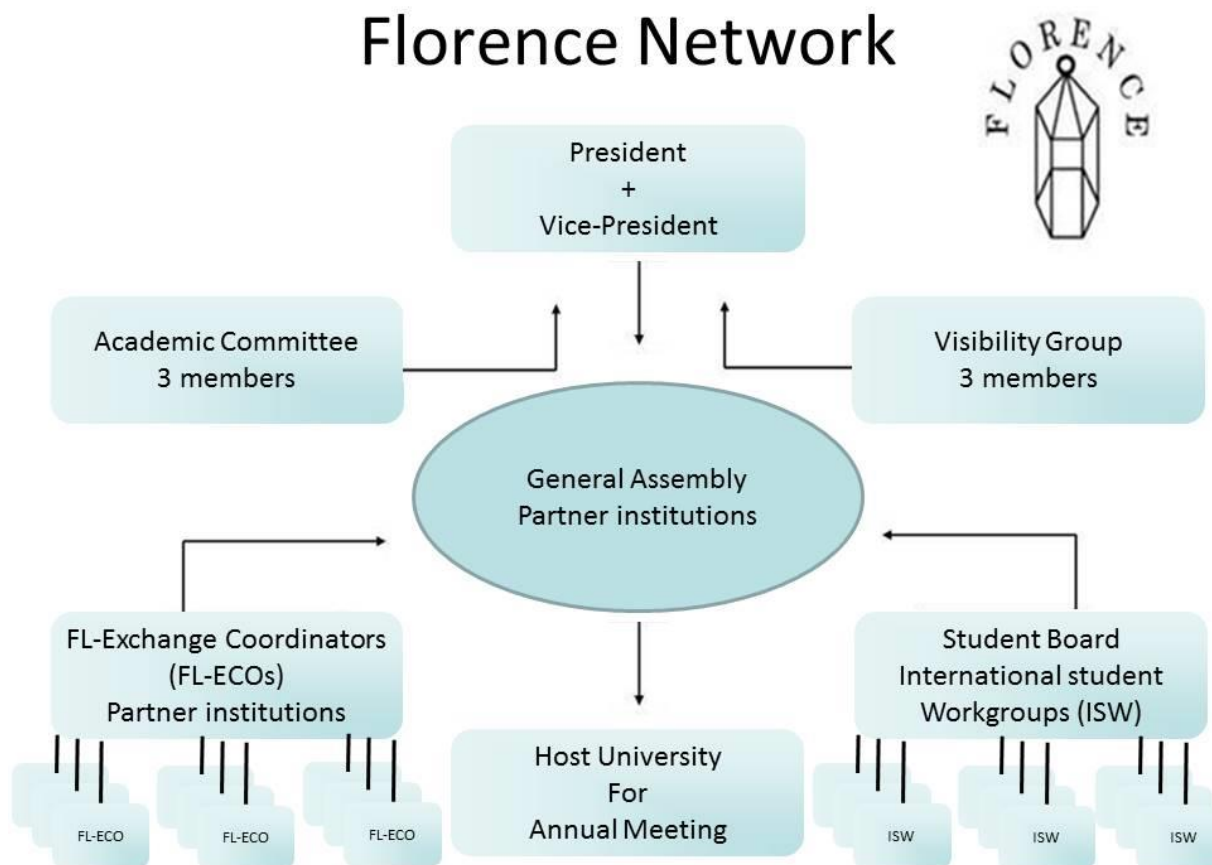 Florence Network
FLORENCE
President
+
Vice-President
Academic Committee
3 members
Visibility Group
3 members
General Assembly
Partner institutions
FL-Exchange Coordinators
(FL-ECOs)
Partner institutions
Student Board
International student
Workgroups (ISW)
Host University
For
Annual Meeting
FL-ECO
FL-ECO
FL-ECO
ISW
ISW
ISW